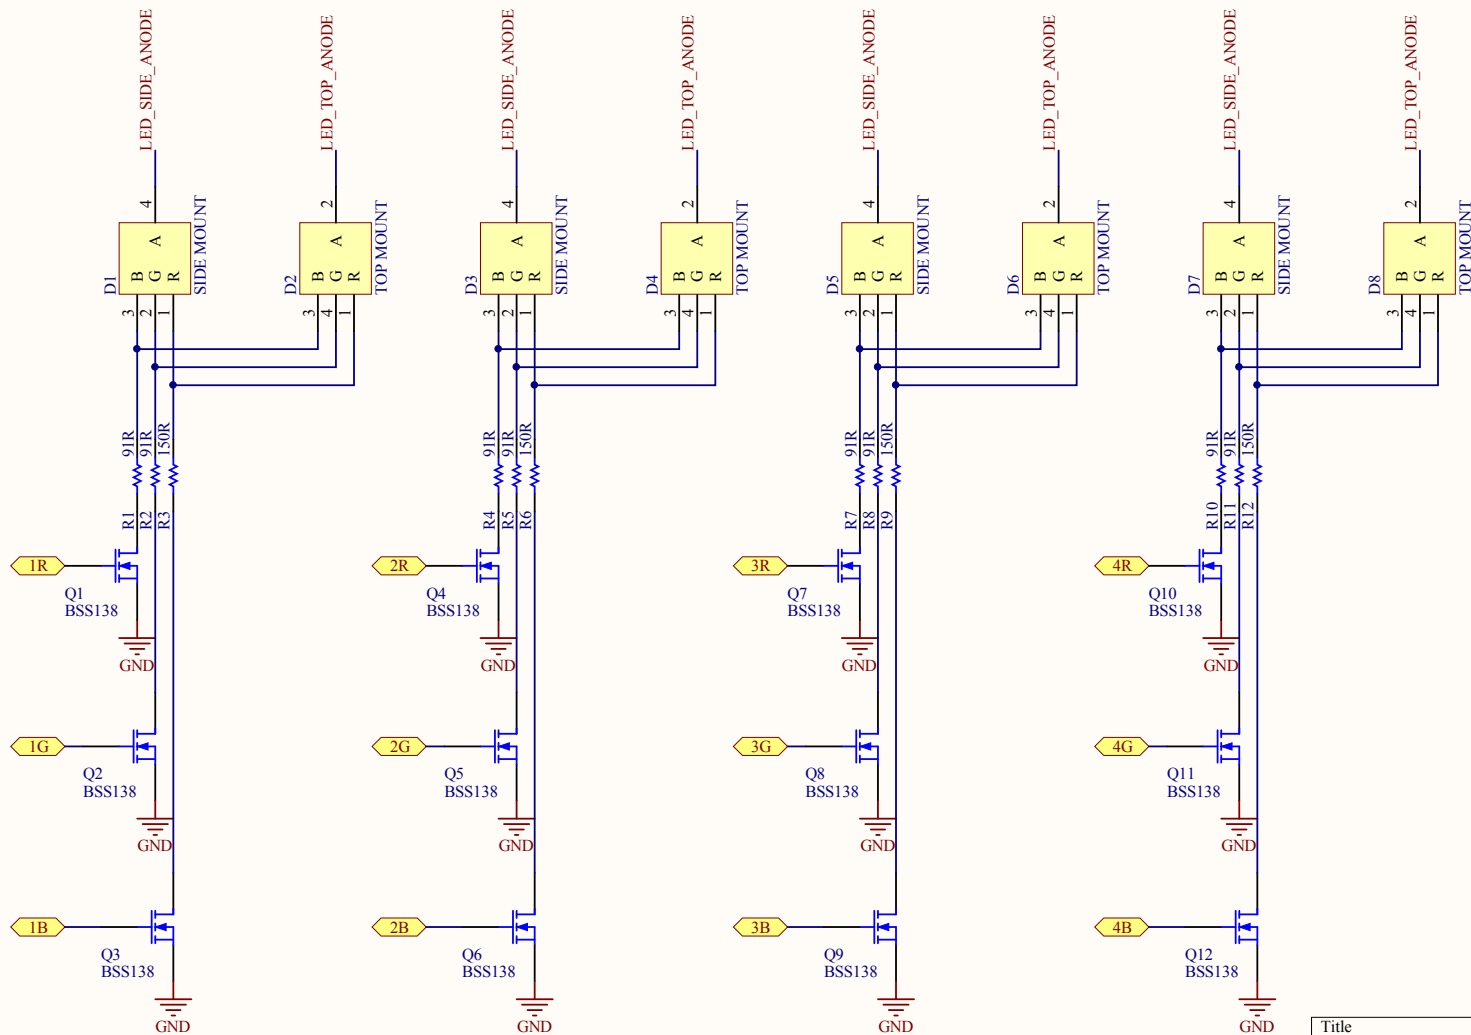 LED_SIDE_ANODE
LED_TOP_ANODE
LED_SIDE_ANODE
LED_TOP_ANODE
LED_SIDE_ANODE
LED_TOP_ANODE
LED_SIDE_ANODE
LED_TOP_ANODE
4
2
4
2
4
2
4
2
D1
A
B G R
SIDE MOUNT
D2
A
B G R
TOP MOUNT
D3
A
B G R
SIDE MOUNT
D4
A
B G R
TOP MOUNT
D5
A
B G R
SIDE MOUNT
D6
A
B G R
TOP MOUNT
D7
A
B G R
SIDE MOUNT
D8
A
B G R
TOP MOUNT
3 2 1
3 4 1
3 2 1
3 4 1
3 2 1
3 4 1
3 2 1
3 4 1
91R
91R
150R
91R
91R
150R
91R
91R
150R
91R
91R
150R
R1
R2
R3
R4
R5
R6
R7
R8
R9
R10
R11
R12
1R
Q1
BSS138
GND
2R
Q4
BSS138
GND
3R
Q7
BSS138
GND
4R
Q10
BSS138
GND
1G
Q2
BSS138
GND
2G
Q5
BSS138
GND
3G
Q8
BSS138
GND
4G
Q11
BSS138
GND
1B
Q3
BSS138
GND
2B
Q6
BSS138
GND
3B
Q9
BSS138
GND
4B
Q12
BSS138
GND
Title